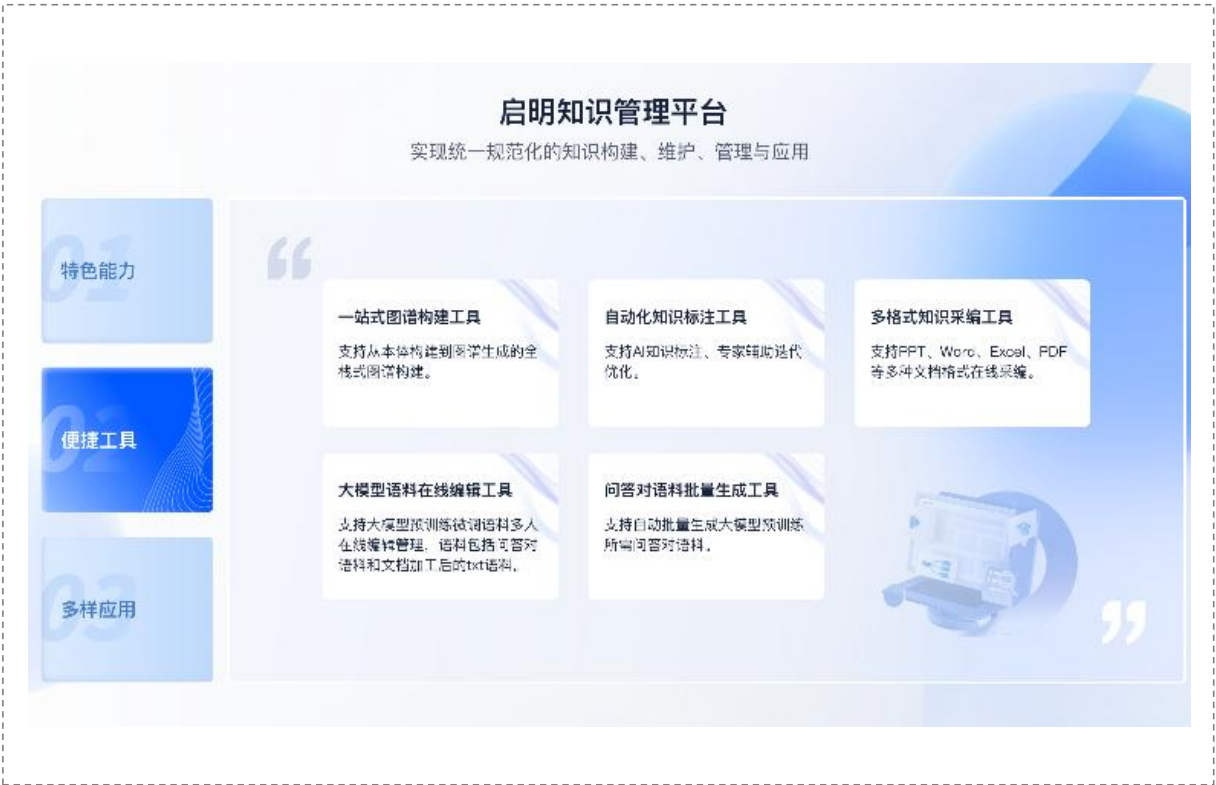 启明知识管理平台
实现统一规范化的知识构建、维护、管理与应用
01
特色能力
02
便捷工具
03
多样应用
一站式图谱构建工具
支持从本体构建到图谱生成的全
栈式图谱构建。
自动化知识标注工具
支持AI知识标注、专家辅助迭代
优化。
多格式知识采编工具
支持PPT、Word、Excel、PDF
等多种文档格式在线采编。
大模型语料在线编辑工具
支持大模型预训练微调语料多人
在线编辑管理，语料包括问答对
语料和文档加工后的txt语料。
问答对语料批量生成工具
支持自动批量生成大模型预训练
所需问答对语料。